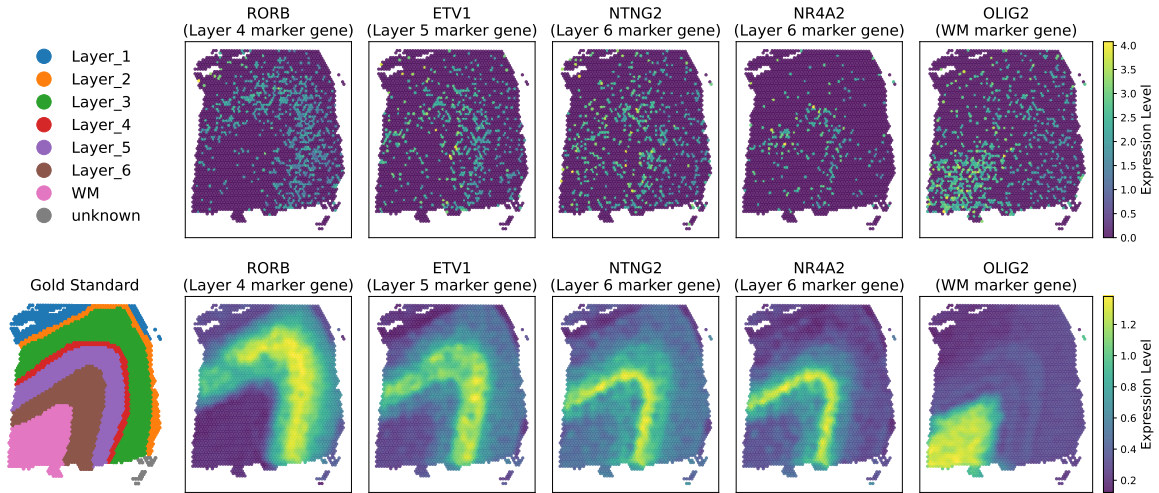 RORB
(Layer 4 marker gene)
ETV1
(Layer 5 marker gene)
NTNG2
(Layer 6 marker gene)
NR4A2
(Layer 6 marker gene)
OLIG2
(WM marker gene)
Layer_1
Layer_2
Layer_3
Layer_4
Layer_5
Layer_6
WM
unknown
4.0
3.5
3.0
2.5
2.0
1.5
1.0
0.5
0.0
Expression Level
Gold Standard
RORB
(Layer 4 marker gene)
ETV1
(Layer 5 marker gene)
NTNG2
(Layer 6 marker gene)
NR4A2
(Layer 6 marker gene)
OLIG2
(WM marker gene)
1.2
1.0
0.8
0.6
0.4
0.2
Expression Level